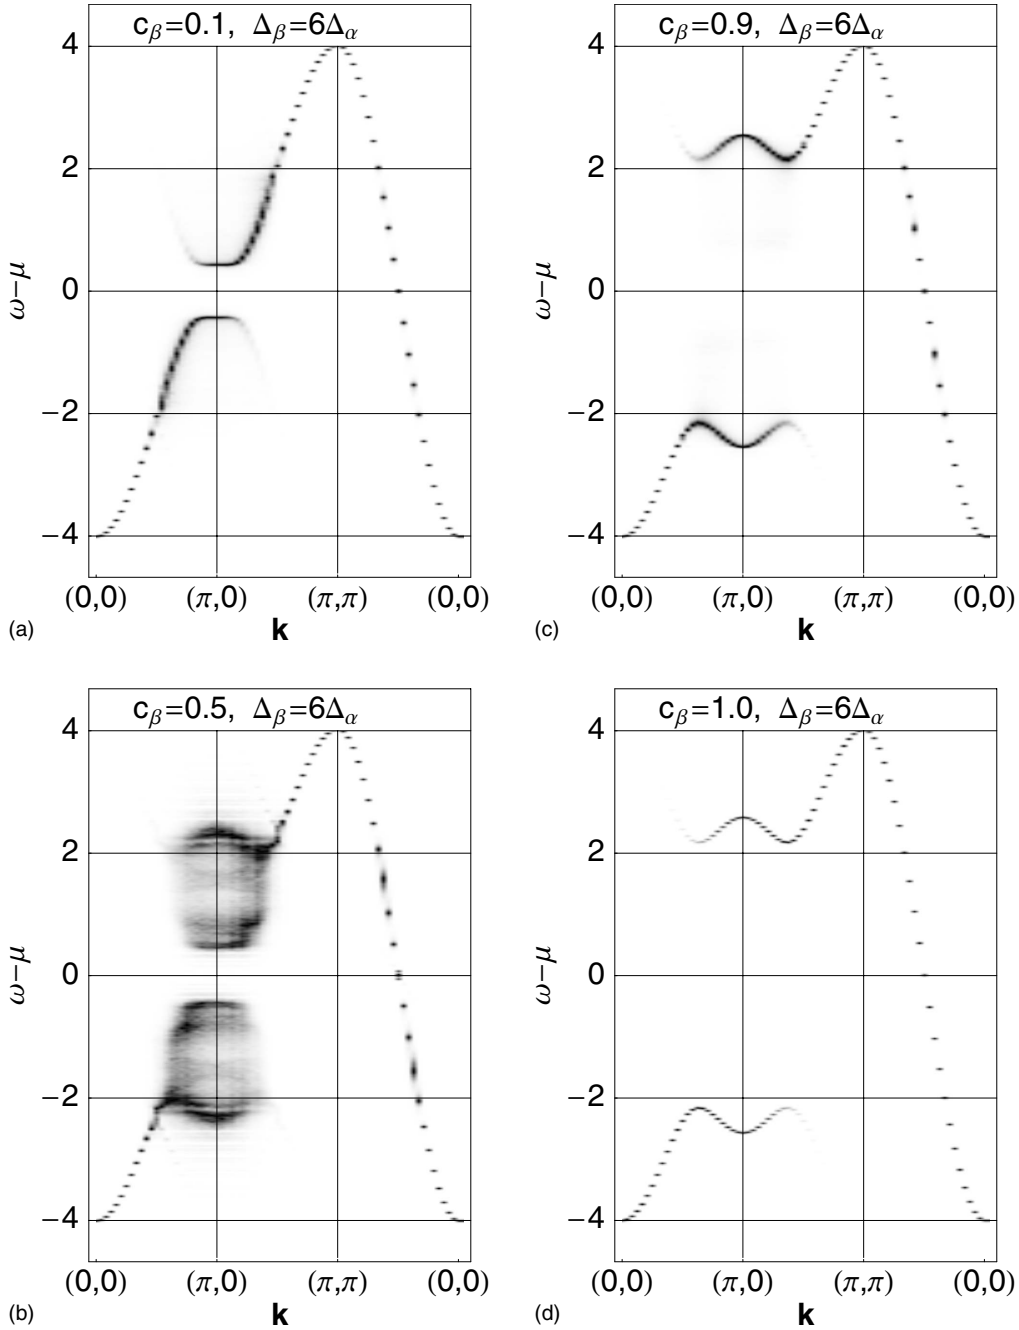 c_β=0.1, Δ_β=6Δ_α
4
2
0
−2
−4
ω−μ
(0,0) (π,0) (π,π) (0,0)
k
(a)
c_β=0.9, Δ_β=6Δ_α
4
2
0
−2
−4
ω−μ
(0,0) (π,0) (π,π) (0,0)
k
(c)
c_β=0.5, Δ_β=6Δ_α
4
2
0
−2
−4
ω−μ
(0,0) (π,0) (π,π) (0,0)
k
(b)
c_β=1.0, Δ_β=6Δ_α
4
2
0
−2
−4
ω−μ
(0,0) (π,0) (π,π) (0,0)
k
(d)